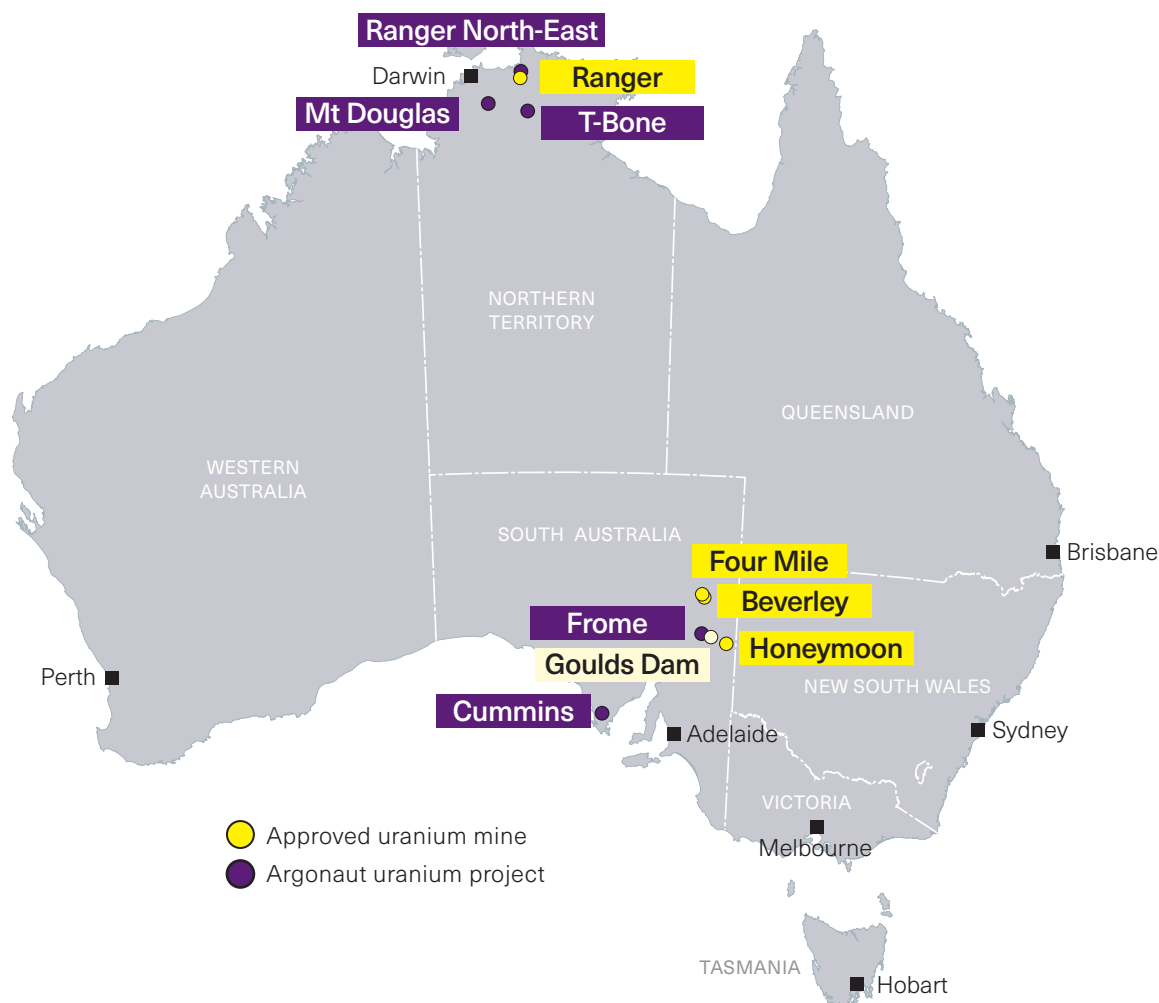 Ranger North-East
Darwin
Ranger
Mt Douglas
T-Bone
NORTHERN
TERRITORY
QUEENSLAND
WESTERN
AUSTRALIA
SOUTH AUSTRALIA
Brisbane
Four Mile
Beverley
Frome
Honeymoon
Goulds Dam
Perth
NEW SOUTH WALES
Cummins
Adelaide
Sydney
VICTORIA
Approved uranium mine
Melbourne
Argonaut uranium project
TASMANIA
Hobart